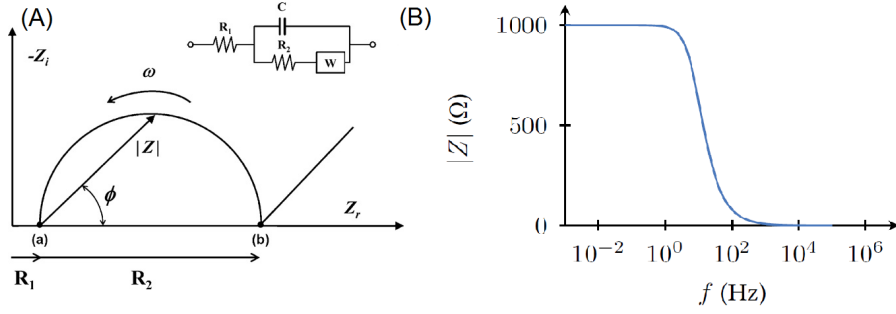 (A)
-Z_i
ω
|Z|
ϕ
Z_r
(a)
(b)
R_1
R_2
C
R_1
R_2
W
(B)
|Z| (Ω)
1000
500
0
10^{-2}
10^0
10^2
10^4
10^6
f (Hz)